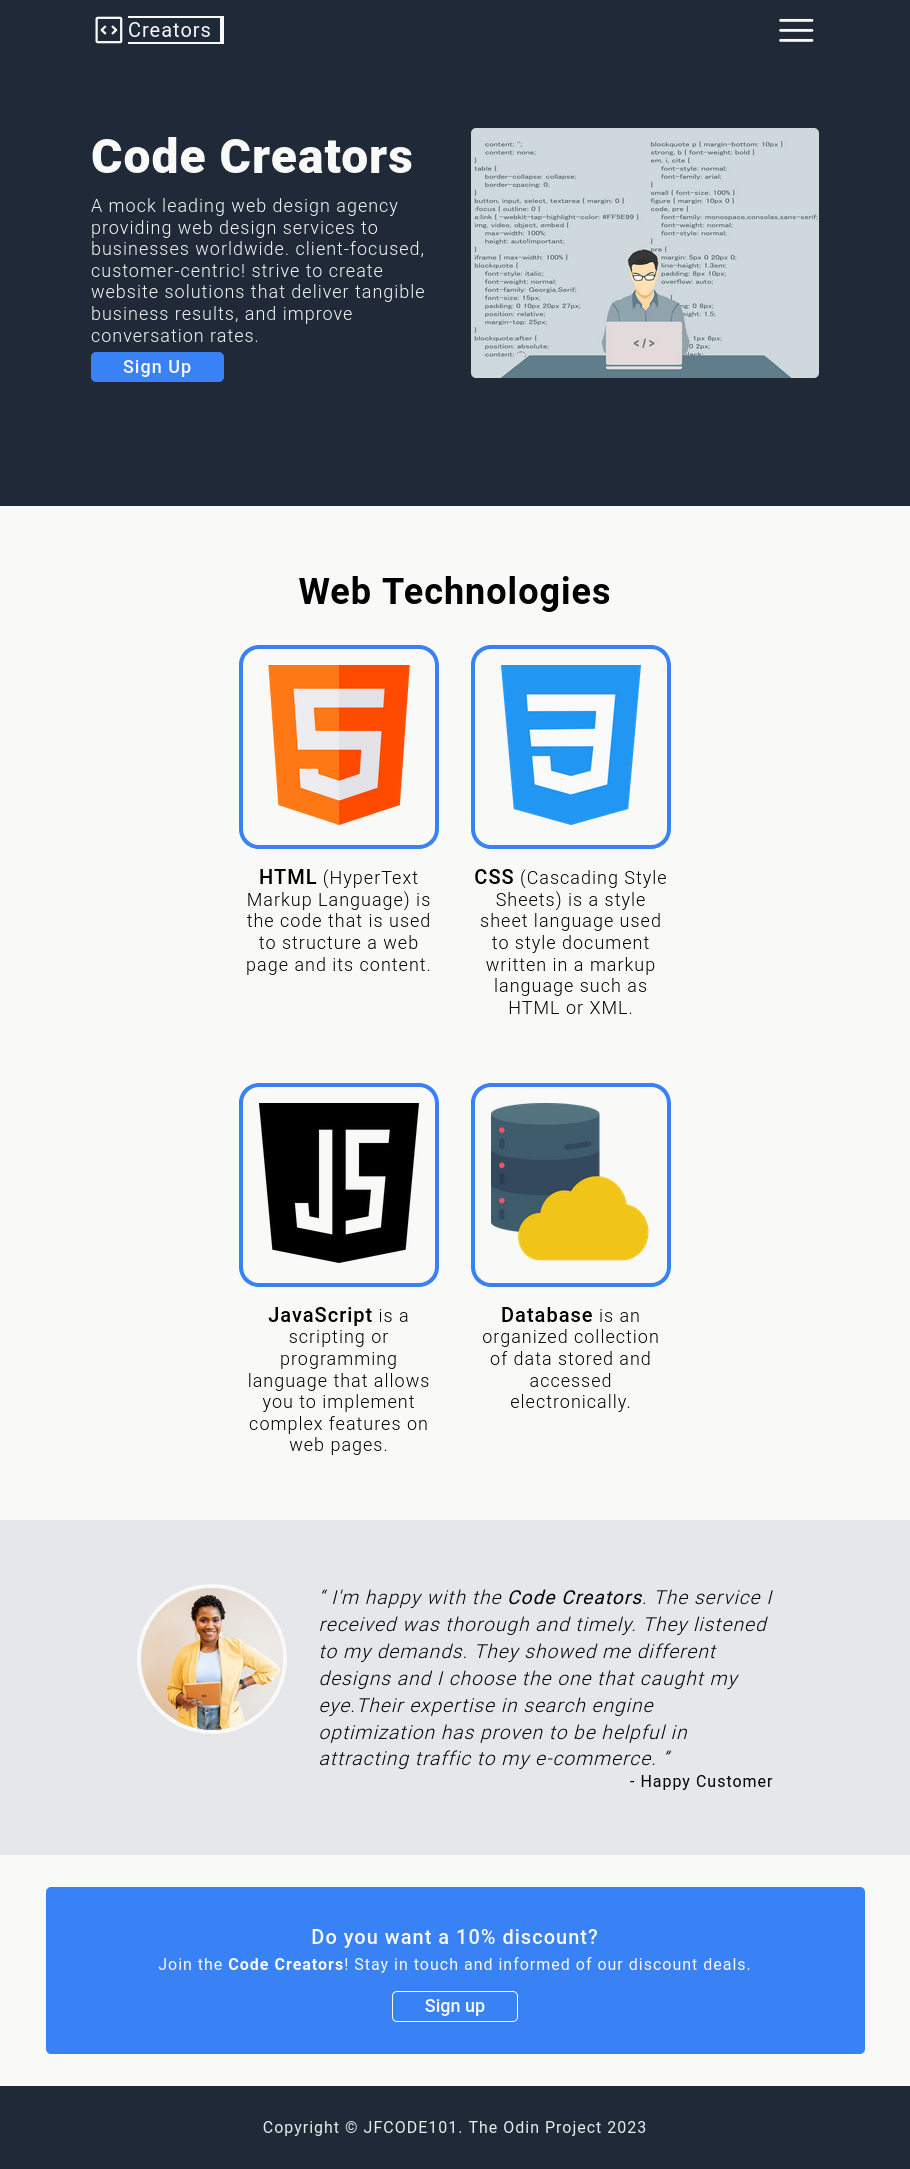 Creators
Code Creators
A mock leading web design agency
providing web design services to
businesses worldwide. client-focused,
customer-centric! strive to create
website solutions that deliver tangible
business results, and improve
conversation rates.
Sign Up
content: '';
content: none;
}
table {
border-collapse: collapse;
border-spacing: 0;
}
button, input, select, textarea { margin: 0 }
:focus { outline: 0 }
a:link { -webkit-tap-highlight-color: #FF5E99 }
img, video, object, embed {
max-width: 100%;
height: auto!important;
}
iframe { max-width: 100% }
blockquote {
font-style: italic;
font-weight: normal;
font-family: Georgia,Serif;
font-size: 15px;
padding: 0 10px 20px 27px;
position: relative;
margin-top: 25px;
}
blockquote:after {
position: absolute;
content: '"';
blockquote p { margin-bottom: 10px }
strong, b { font-weight: bold }
em, i, cite {
font-style: normal;
font-family: arial;
}
small { font-size: 100% }
figure { margin: 10px 0 }
code, pre {
font-family: monospace,consolas,sans-serif;
font-weight: normal;
font-style: normal;
}
pre {
margin: 5px 0 20px 0;
line-height: 1.3em;
padding: 8px 10px;
overflow: auto;
0 8px;
1.5;
1px 6px;
0 2px;
</>
Web Technologies
HTML (HyperText
Markup Language) is
the code that is used
to structure a web
page and its content.
CSS (Cascading Style
Sheets) is a style
sheet language used
to style document
written in a markup
language such as
HTML or XML.
JS
JavaScript is a
scripting or
programming
language that allows
you to implement
complex features on
web pages.
Database is an
organized collection
of data stored and
accessed
electronically.
“ I'm happy with the Code Creators. The service I
received was thorough and timely. They listened
to my demands. They showed me different
designs and I choose the one that caught my
eye.Their expertise in search engine
optimization has proven to be helpful in
attracting traffic to my e-commerce. ”
- Happy Customer
Do you want a 10% discount?
Join the Code Creators! Stay in touch and informed of our discount deals.
Sign up
Copyright © JFCODE101. The Odin Project 2023